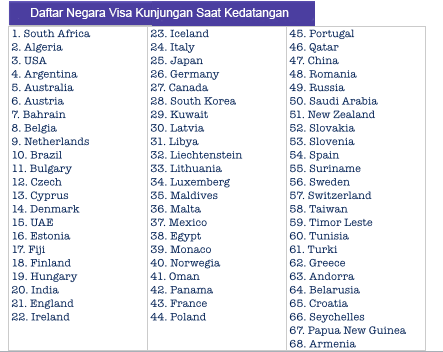 Daftar Negara Visa Kunjungan Saat Kedatangan
1. South Africa
2. Algeria
3. USA
4. Argentina
5. Australia
6. Austria
7. Bahrain
8. Belgia
9. Netherlands
10. Brazil
11. Bulgary
12. Czech
13. Cyprus
14. Denmark
15. UAE
16. Estonia
17. Fiji
18. Finland
19. Hungary
20. India
21. England
22. Ireland
23. Iceland
24. Italy
25. Japan
26. Germany
27. Canada
28. South Korea
29. Kuwait
30. Latvia
31. Libya
32. Liechtenstein
33. Lithuania
34. Luxemberg
35. Maldives
36. Malta
37. Mexico
38. Egypt
39. Monaco
40. Norwegia
41. Oman
42. Panama
43. France
44. Poland
45. Portugal
46. Qatar
47. China
48. Romania
49. Russia
50. Saudi Arabia
51. New Zealand
52. Slovakia
53. Slovenia
54. Spain
55. Suriname
56. Sweden
57. Switzerland
58. Taiwan
59. Timor Leste
60. Tunisia
61. Turki
62. Greece
63. Andorra
64. Belarusia
65. Croatia
66. Seychelles
67. Papua New Guinea
68. Armenia